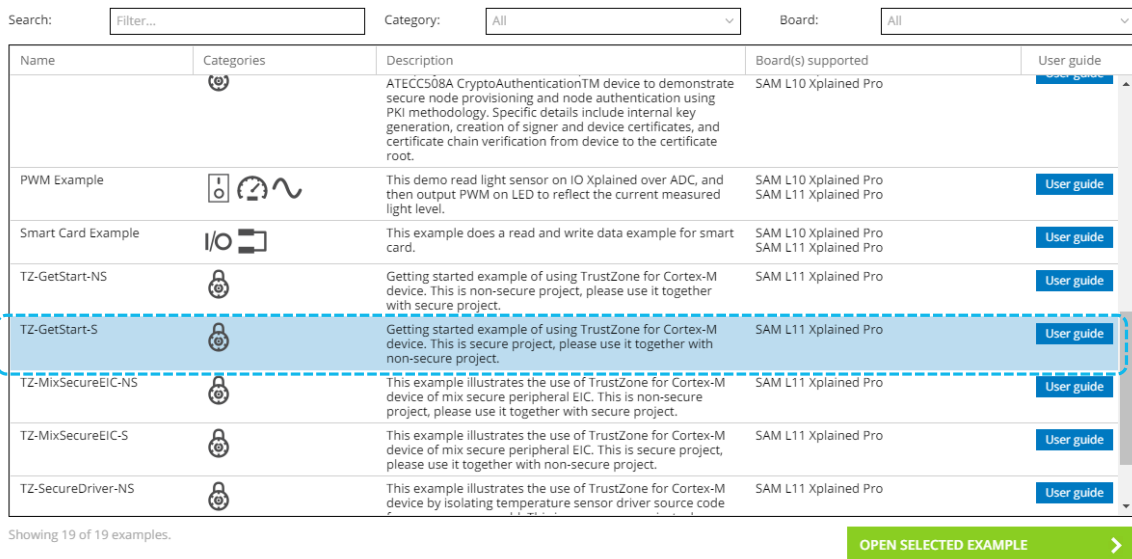 Search: Filter... Category: All Board: All
Name Categories Description Board(s) supported User guide
ATECC508A CryptoAuthenticationTM device to demonstrate SAM L10 Xplained Pro User guide
secure node provisioning and node authentication using
PKI methodology. Specific details include internal key
generation, creation of signer and device certificates, and
certificate chain verification from device to the certificate
root.
PWM Example This demo read light sensor on IO Xplained over ADC, and SAM L10 Xplained Pro User guide
then output PWM on LED to reflect the current measured SAM L11 Xplained Pro
light level.
Smart Card Example I/O This example does a read and write data example for smart SAM L10 Xplained Pro User guide
card. SAM L11 Xplained Pro
TZ-GetStart-NS Getting started example of using TrustZone for Cortex-M SAM L11 Xplained Pro User guide
device. This is non-secure project, please use it together
with secure project.
TZ-GetStart-S Getting started example of using TrustZone for Cortex-M SAM L11 Xplained Pro User guide
device. This is secure project, please use it together with
non-secure project.
TZ-MixSecureEIC-NS This example illustrates the use of TrustZone for Cortex-M SAM L11 Xplained Pro User guide
device of mix secure peripheral EIC. This is non-secure
project, please use it together with secure project.
TZ-MixSecureEIC-S This example illustrates the use of TrustZone for Cortex-M SAM L11 Xplained Pro User guide
device of mix secure peripheral EIC. This is secure project,
please use it together with non-secure project.
TZ-SecureDriver-NS This example illustrates the use of TrustZone for Cortex-M SAM L11 Xplained Pro User guide
device by isolating temperature sensor driver source code
Showing 19 of 19 examples. OPEN SELECTED EXAMPLE